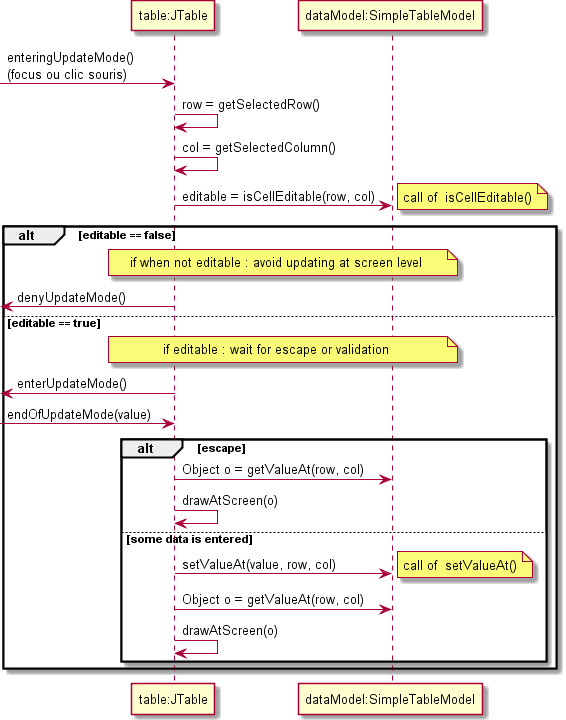 table:JTable
dataModel:SimpleTableModel
enteringUpdateMode()
(focus ou clic souris)
row = getSelectedRow()
col = getSelectedColumn()
editable = isCellEditable(row, col)
call of  isCellEditable()
alt
[editable == false]
if when not editable : avoid updating at screen level
denyUpdateMode()
[editable == true]
if editable : wait for escape or validation
enterUpdateMode()
endOfUpdateMode(value)
alt
[escape]
Object o = getValueAt(row, col)
drawAtScreen(o)
[some data is entered]
setValueAt(value, row, col)
call of  setValueAt()
Object o = getValueAt(row, col)
drawAtScreen(o)
table:JTable
dataModel:SimpleTableModel